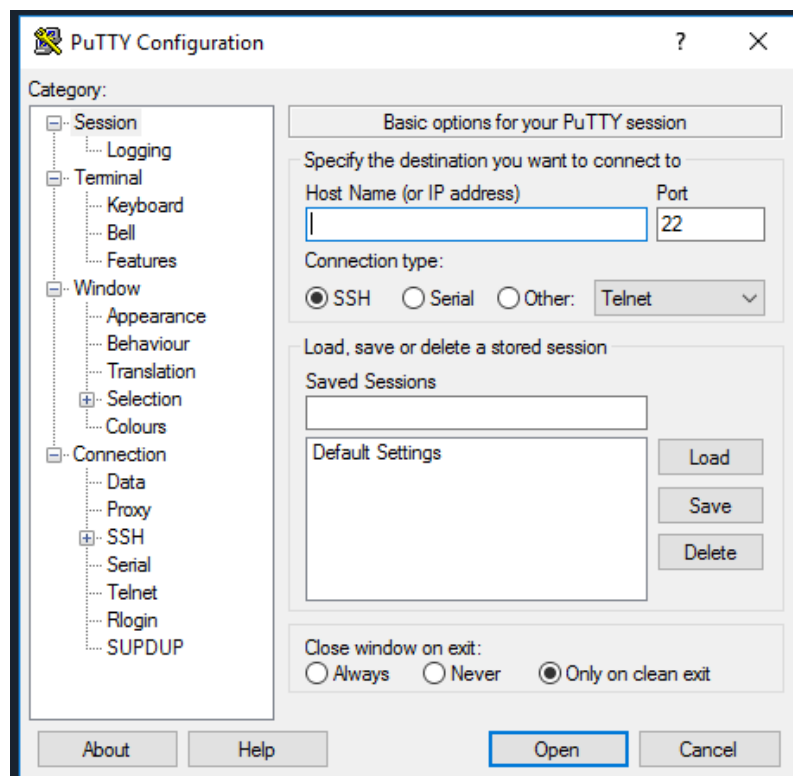 PuTTY Configuration ? ×
Category:
Session
Logging
Terminal
Keyboard
Bell
Features
Window
Appearance
Behaviour
Translation
Selection
Colours
Connection
Data
Proxy
SSH
Serial
Telnet
Rlogin
SUPDUP
Basic options for your PuTTY session
Specify the destination you want to connect to
Host Name (or IP address) Port
22
Connection type:
SSH Serial Other: Telnet
Load, save or delete a stored session
Saved Sessions
Default Settings
Load
Save
Delete
Close window on exit:
Always Never Only on clean exit
About Help Open Cancel